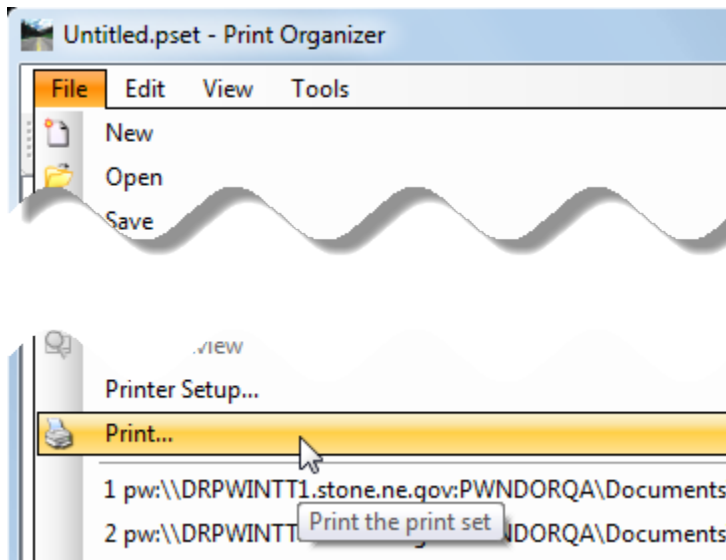 Untitled.pset - Print Organizer
File Edit View Tools
New
Open
Save
view
Printer Setup...
Print...
1 pw:\\DRPWINTT1.stone.ne.gov:PWNDORQA\Documents
Print the print set
2 pw:\\DRPWINTT NDORQA\Documents